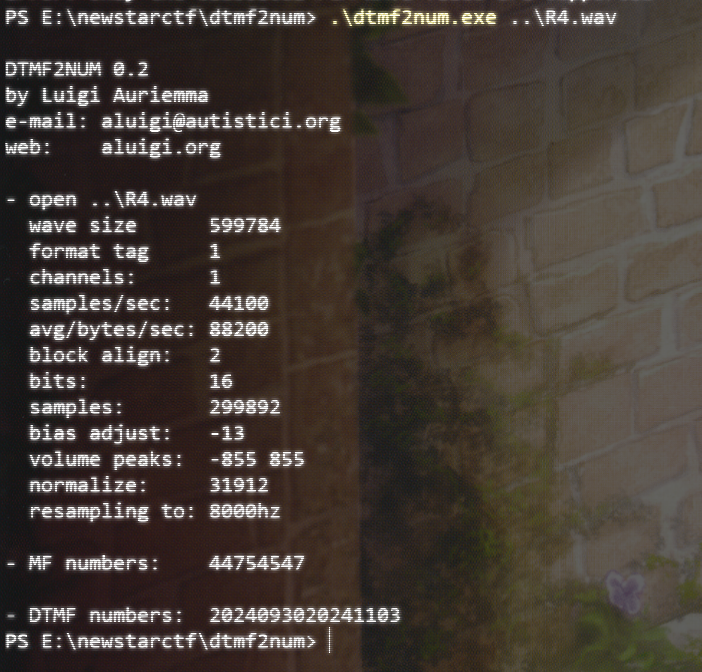 PS E:\newstarctf\dtmf2num> .\dtmf2num.exe ..\R4.wav
DTMF2NUM 0.2
by Luigi Auriemma
e-mail: aluigi@autistici.org
web:    aluigi.org
- open ..\R4.wav
  wave size      599784
  format tag     1
  channels:      1
  samples/sec:   44100
  avg/bytes/sec: 88200
  block align:   2
  bits:          16
  samples:       299892
  bias adjust:   -13
  volume peaks:  -855 855
  normalize:     31912
  resampling to: 8000hz
- MF numbers:    44754547
- DTMF numbers:  2024093020241103
PS E:\newstarctf\dtmf2num>